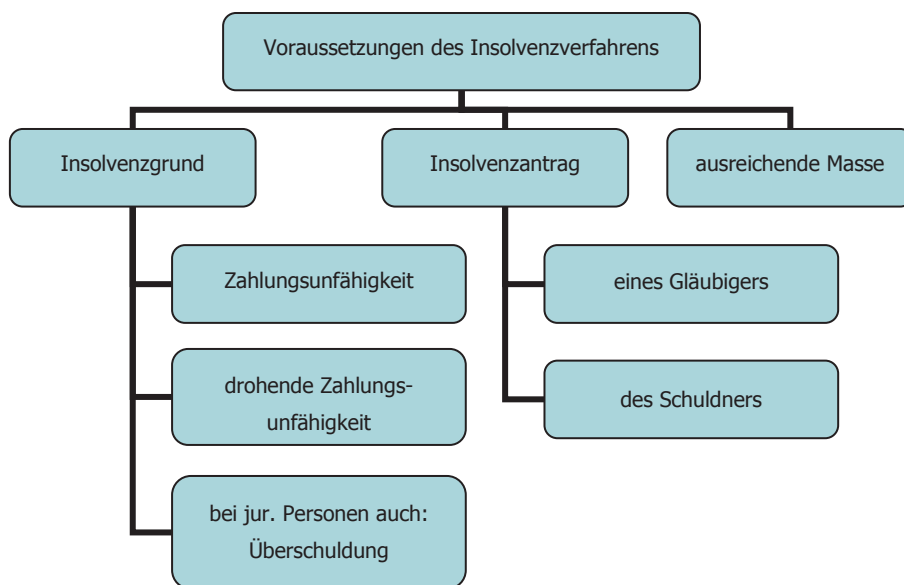 Voraussetzungen des Insolvenzverfahrens
Insolvenzgrund
Insolvenzantrag
ausreichende Masse
Zahlungsunfähigkeit
eines Gläubigers
drohende Zahlungs-
unfähigkeit
des Schuldners
bei jur. Personen auch:
Überschuldung